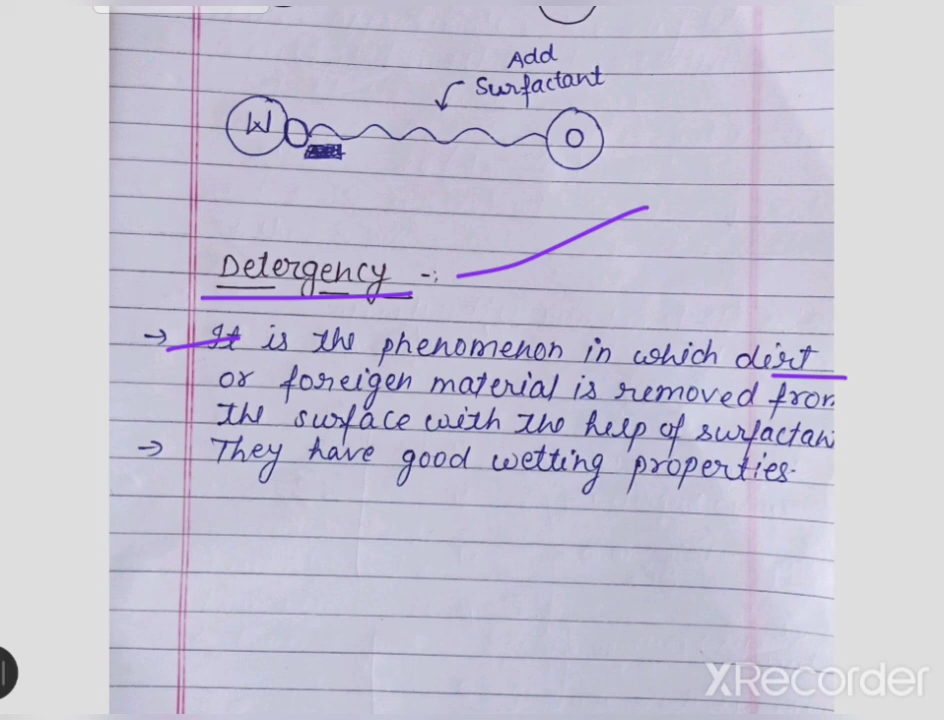 Add
Surfactant
W
O
Detergency -:
→ It is the phenomenon in which dirt
or foreigen material is removed from
the surface with the help of surfactan
→ They have good wetting properties.
XRecorder